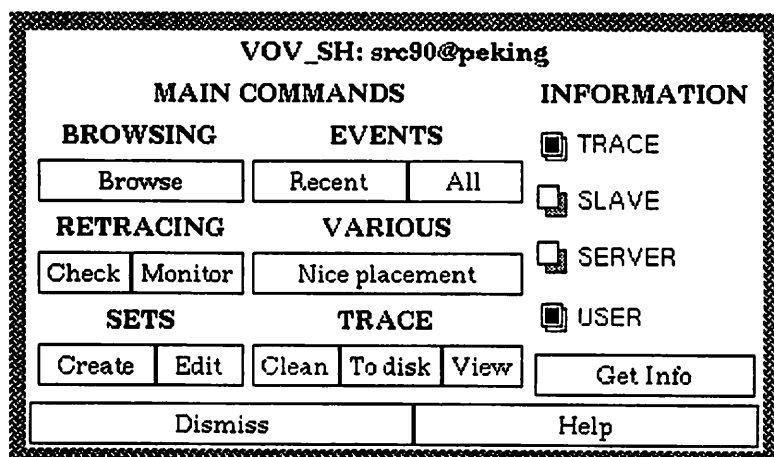 VOV_SH: src90@peking
MAIN COMMANDS
BROWSING EVENTS
Browse Recent All
RETRACING VARIOUS
Check Monitor Nice placement
SETS TRACE
Create Edit Clean To disk View
INFORMATION
TRACE
SLAVE
SERVER
USER
Get Info
Dismiss Help